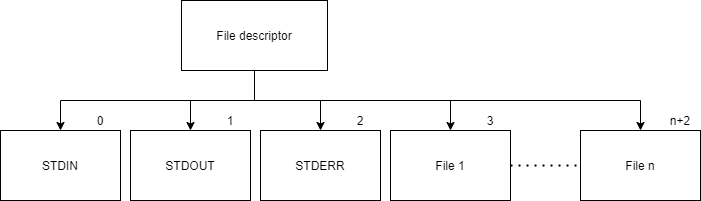 File descriptor
0
1
2
3
n+2
STDIN
STDOUT
STDERR
File 1
File n